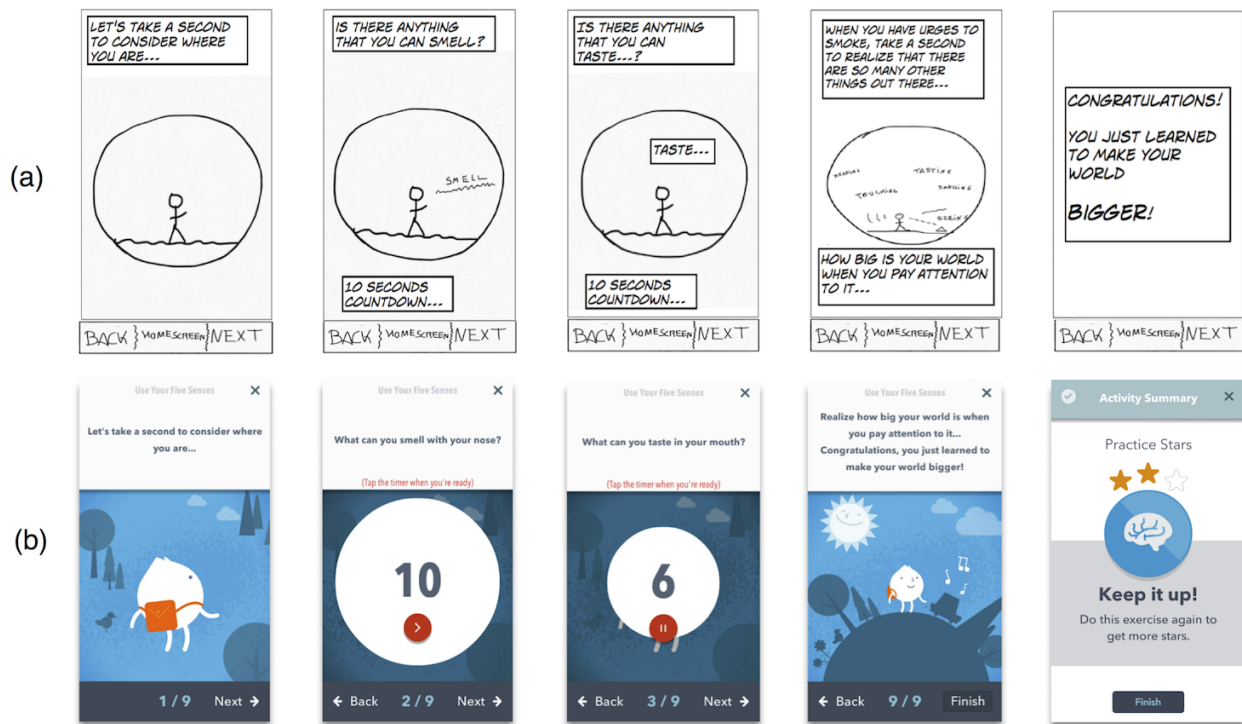 (a)
LET'S TAKE A SECOND
TO CONSIDER WHERE
YOU ARE...
BACK } HOMESCREEN } NEXT
IS THERE ANYTHING
THAT YOU CAN SMELL?
SMELL
10 SECONDS
COUNTDOWN...
BACK } HOMESCREEN } NEXT
IS THERE ANYTHING
THAT YOU CAN
TASTE...?
TASTE...
10 SECONDS
COUNTDOWN...
BACK } HOMESCREEN } NEXT
WHEN YOU HAVE URGES TO
SMOKE, TAKE A SECOND
TO REALIZE THAT THERE
ARE SO MANY OTHER
THINGS OUT THERE...
HEARING
TASTING
TOUCHING
SMELLING
SEEING
HOW BIG IS YOUR WORLD
WHEN YOU PAY ATTENTION
TO IT...
BACK } HOMESCREEN } NEXT
CONGRATULATIONS!
YOU JUST LEARNED
TO MAKE YOUR
WORLD
BIGGER!
BACK } HOMESCREEN } NEXT
(b)
Use Your Five Senses ×
Let's take a second to consider where
you are...
1 / 9 Next →
Use Your Five Senses ×
What can you smell with your nose?
(Tap the timer when you're ready)
10
← Back 2 / 9 Next →
Use Your Five Senses ×
What can you taste in your mouth?
(Tap the timer when you're ready)
6
← Back 3 / 9 Next →
Use Your Five Senses ×
Realize how big your world is when
you pay attention to it...
Congratulations, you just learned to
make your world bigger!
← Back 9 / 9 Finish
Activity Summary ×
Practice Stars
Keep it up!
Do this exercise again to
get more stars.
Finish